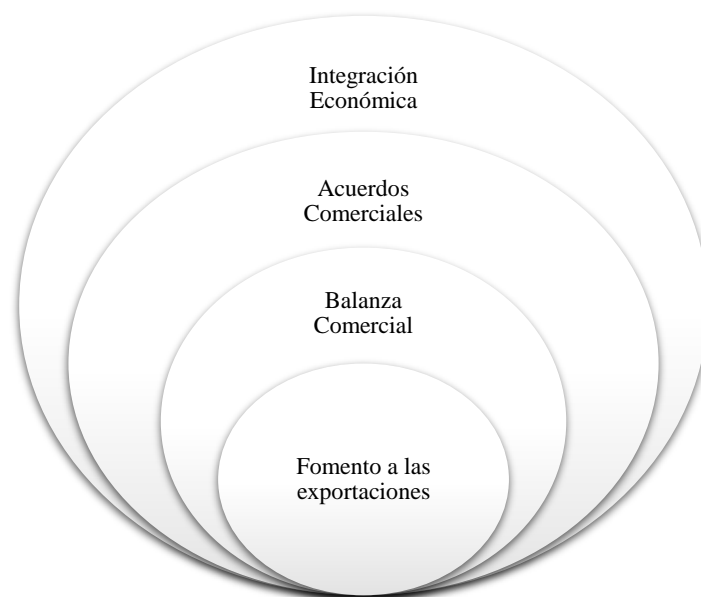 Integración
Económica
Acuerdos
Comerciales
Balanza
Comercial
Fomento a las
exportaciones